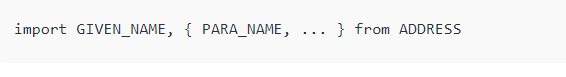 import GIVEN_NAME, { PARA_NAME, ... } from ADDRESS